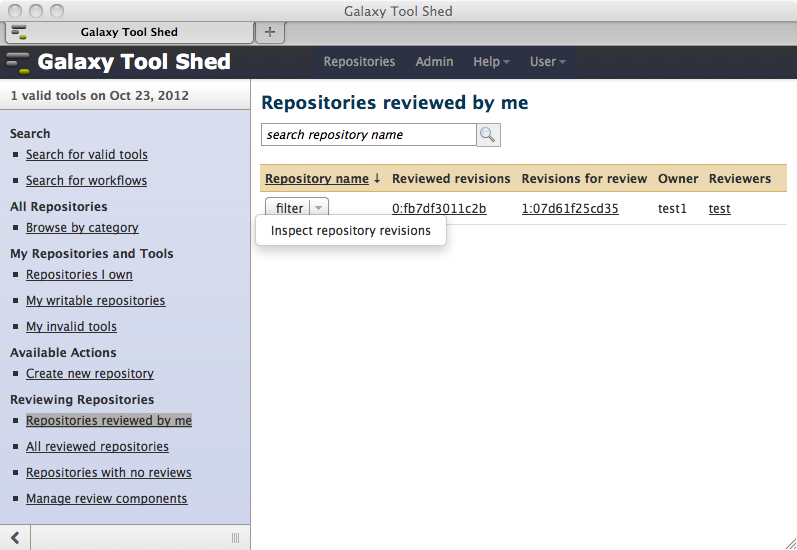 Galaxy Tool Shed
Galaxy Tool Shed
Galaxy Tool Shed Repositories Admin Help User
1 valid tools on Oct 23, 2012
Search
Search for valid tools
Search for workflows
All Repositories
Browse by category
My Repositories and Tools
Repositories I own
My writable repositories
My invalid tools
Available Actions
Create new repository
Reviewing Repositories
Repositories reviewed by me
All reviewed repositories
Repositories with no reviews
Manage review components
Repositories reviewed by me
search repository name
Repository name ↓ Reviewed revisions Revisions for review Owner Reviewers
filter 0:fb7df3011c2b 1:07d61f25cd35 test1 test
Inspect repository revisions